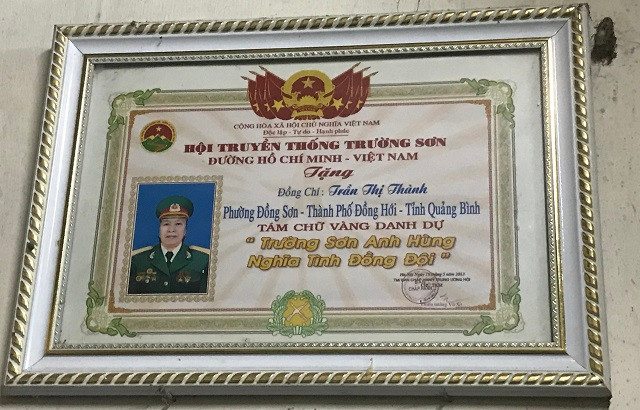 CỘNG HÒA XÃ HỘI CHỦ NGHĨA VIỆT NAM
Độc lập - Tự do - Hạnh phúc
HỘI TRUYỀN THỐNG TRƯỜNG SƠN
ĐƯỜNG HỒ CHÍ MINH - VIỆT NAM
Tặng
Đồng Chí : Trần Thị Thành
Phường Đồng Sơn - Thành Phố Đồng Hới - Tỉnh Quảng Bình
TÁM CHỮ VÀNG DANH DỰ
“ Trường Sơn Anh Hùng
Nghĩa Tình Đồng Đội ”